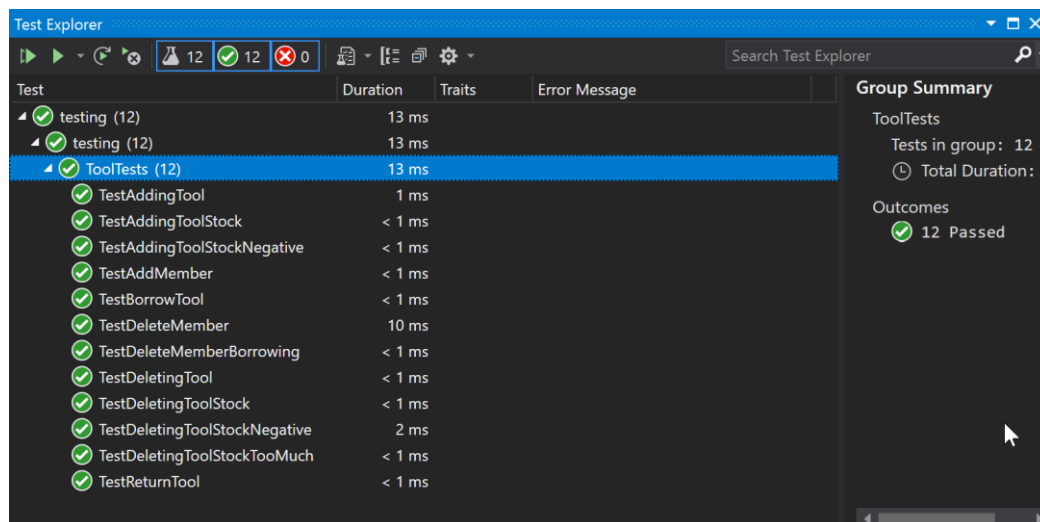 Test Explorer
12 12 0 Search Test Explorer
Test Duration Traits Error Message
testing (12) 13 ms
testing (12) 13 ms
ToolTests (12) 13 ms
TestAddingTool 1 ms
TestAddingToolStock < 1 ms
TestAddingToolStockNegative < 1 ms
TestAddMember < 1 ms
TestBorrowTool < 1 ms
TestDeleteMember 10 ms
TestDeleteMemberBorrowing < 1 ms
TestDeletingTool < 1 ms
TestDeletingToolStock < 1 ms
TestDeletingToolStockNegative 2 ms
TestDeletingToolStockTooMuch < 1 ms
TestReturnTool < 1 ms
Group Summary
ToolTests
Tests in group: 12
Total Duration:
Outcomes
12 Passed